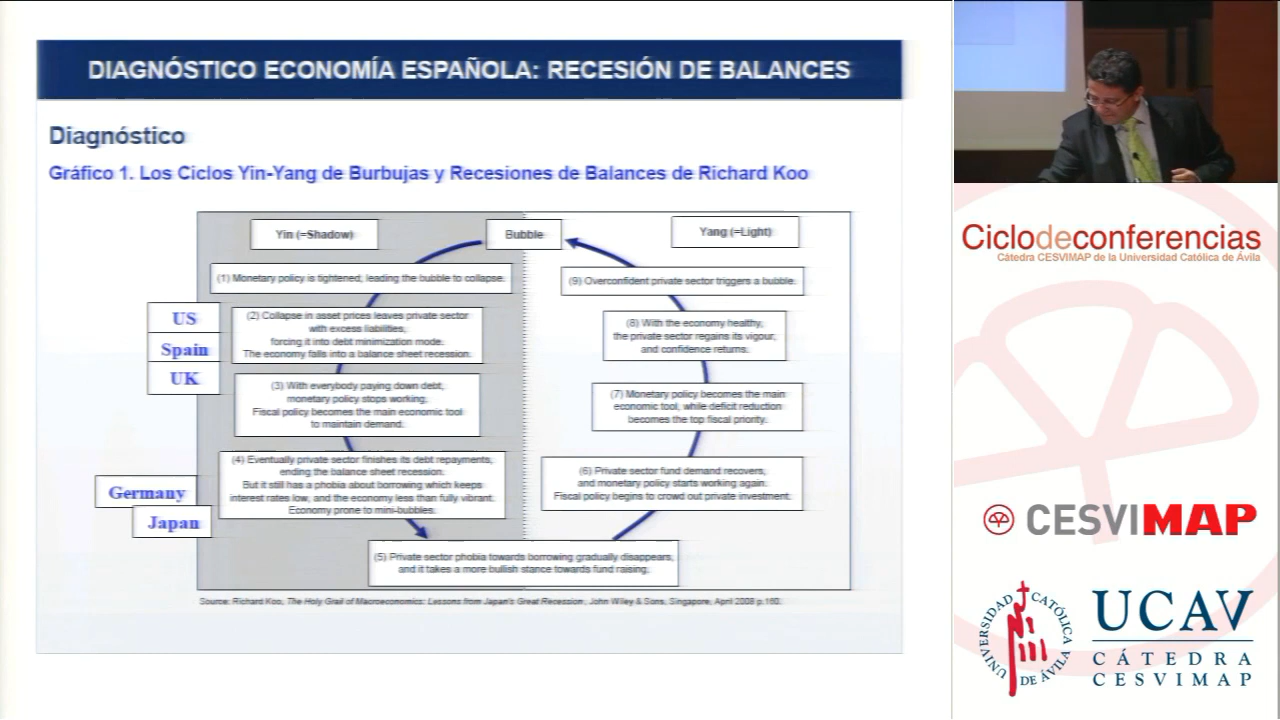 DIAGNÓSTICO ECONOMÍA ESPAÑOLA: RECESIÓN DE BALANCES
Diagnóstico
Gráfico 1. Los Ciclos Yin-Yang de Burbujas y Recesiones de Balances de Richard Koo
Yin (=Shadow)
Bubble
Yang (=Light)
(1) Monetary policy is tightened, leading the bubble to collapse.
(9) Overconfident private sector triggers a bubble.
US
Spain
UK
(2) Collapse in asset prices leaves private sector
with excess liabilities,
forcing it into debt minimization mode.
The economy falls into a balance sheet recession.
(8) With the economy healthy,
the private sector regains its vigour,
and confidence returns.
(3) With everybody paying down debt,
monetary policy stops working.
Fiscal policy becomes the main economic tool
to maintain demand.
(7) Monetary policy becomes the main
economic tool, while deficit reduction
becomes the top fiscal priority.
(4) Eventually private sector finishes its debt repayments,
ending the balance sheet recession.
But it still has a phobia about borrowing which keeps
interest rates low, and the economy less than fully vibrant.
Economy prone to mini-bubbles.
(6) Private sector fund demand recovers,
and monetary policy starts working again.
Fiscal policy begins to crowd out private investment.
Germany
Japan
(5) Private sector phobia towards borrowing gradually disappears,
and it takes a more bullish stance towards fund raising.
Source: Richard Koo, The Holy Grail of Macroeconomics: Lessons from Japan's Great Recession, John Wiley & Sons, Singapore, April 2008 p.160.
Ciclodeconferencias
Cátedra CESVIMAP de la Universidad Católica de Ávila
CESVIMAP
UNIVERSIDAD CATÓLICA DE ÁVILA
UCAV
CÁTEDRA
CESVIMAP